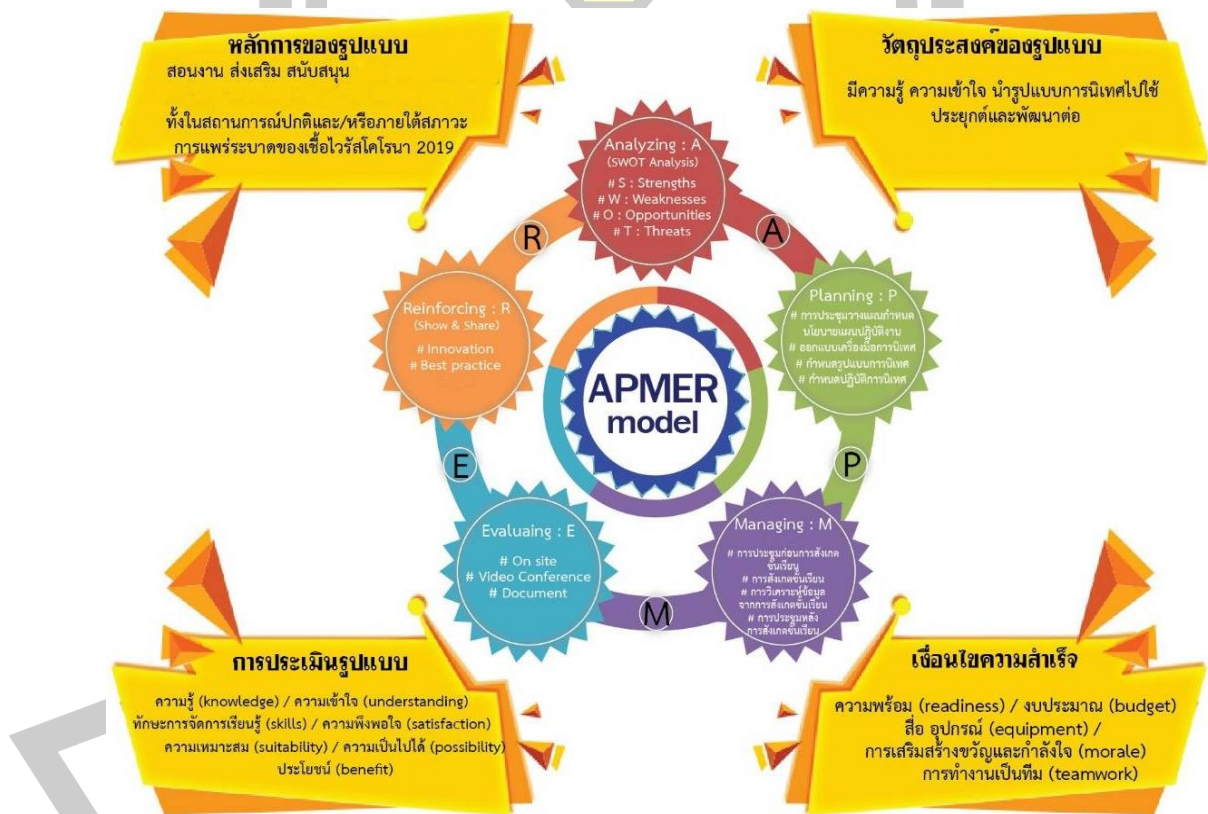 หลักการของรูปแบบ
สอนงาน ส่งเสริม สนับสนุน
ทั้งในสถานการณ์ปกติและ/หรือภายใต้สภาวะ
การแพร่ระบาดของเชื้อไวรัสโคโรนา 2019
วัตถุประสงค์ของรูปแบบ
มีความรู้ ความเข้าใจ นำรูปแบบการนิเทศไปใช้
ประยุกต์และพัฒนาต่อ
Analyzing : A
(SWOT Analysis)
# S : Strengths
# W : Weaknesses
# O : Opportunities
# T : Threats
R
A
Reinforcing : R
(Show & Share)
# Innovation
# Best practice
Planning : P
# การประชุมวางแผนกำหนด
นโยบายแผนปฏิบัติงาน
# ออกแบบเครื่องมือการนิเทศ
# กำหนดรูปแบบการนิเทศ
# กำหนดปฏิบัติการนิเทศ
APMER
model
E
P
Evaluaing : E
# On site
# Video Conference
# Document
Managing : M
# การประชุมก่อนการสังเกต
ชั้นเรียน
# การสังเกตชั้นเรียน
# การวิเคราะห์ข้อมูล
จากการสังเกตชั้นเรียน
# การประชุมหลัง
การสังเกตชั้นเรียน
M
การประเมินรูปแบบ
ความรู้ (knowledge) / ความเข้าใจ (understanding)
ทักษะการจัดการเรียนรู้ (skills) / ความพึงพอใจ (satisfaction)
ความเหมาะสม (suitability) / ความเป็นไปได้ (possibility)
ประโยชน์ (benefit)
เงื่อนไขความสำเร็จ
ความพร้อม (readiness) / งบประมาณ (budget)
สื่อ อุปกรณ์ (equipment) /
การเสริมสร้างขวัญและกำลังใจ (morale)
การทำงานเป็นทีม (teamwork)